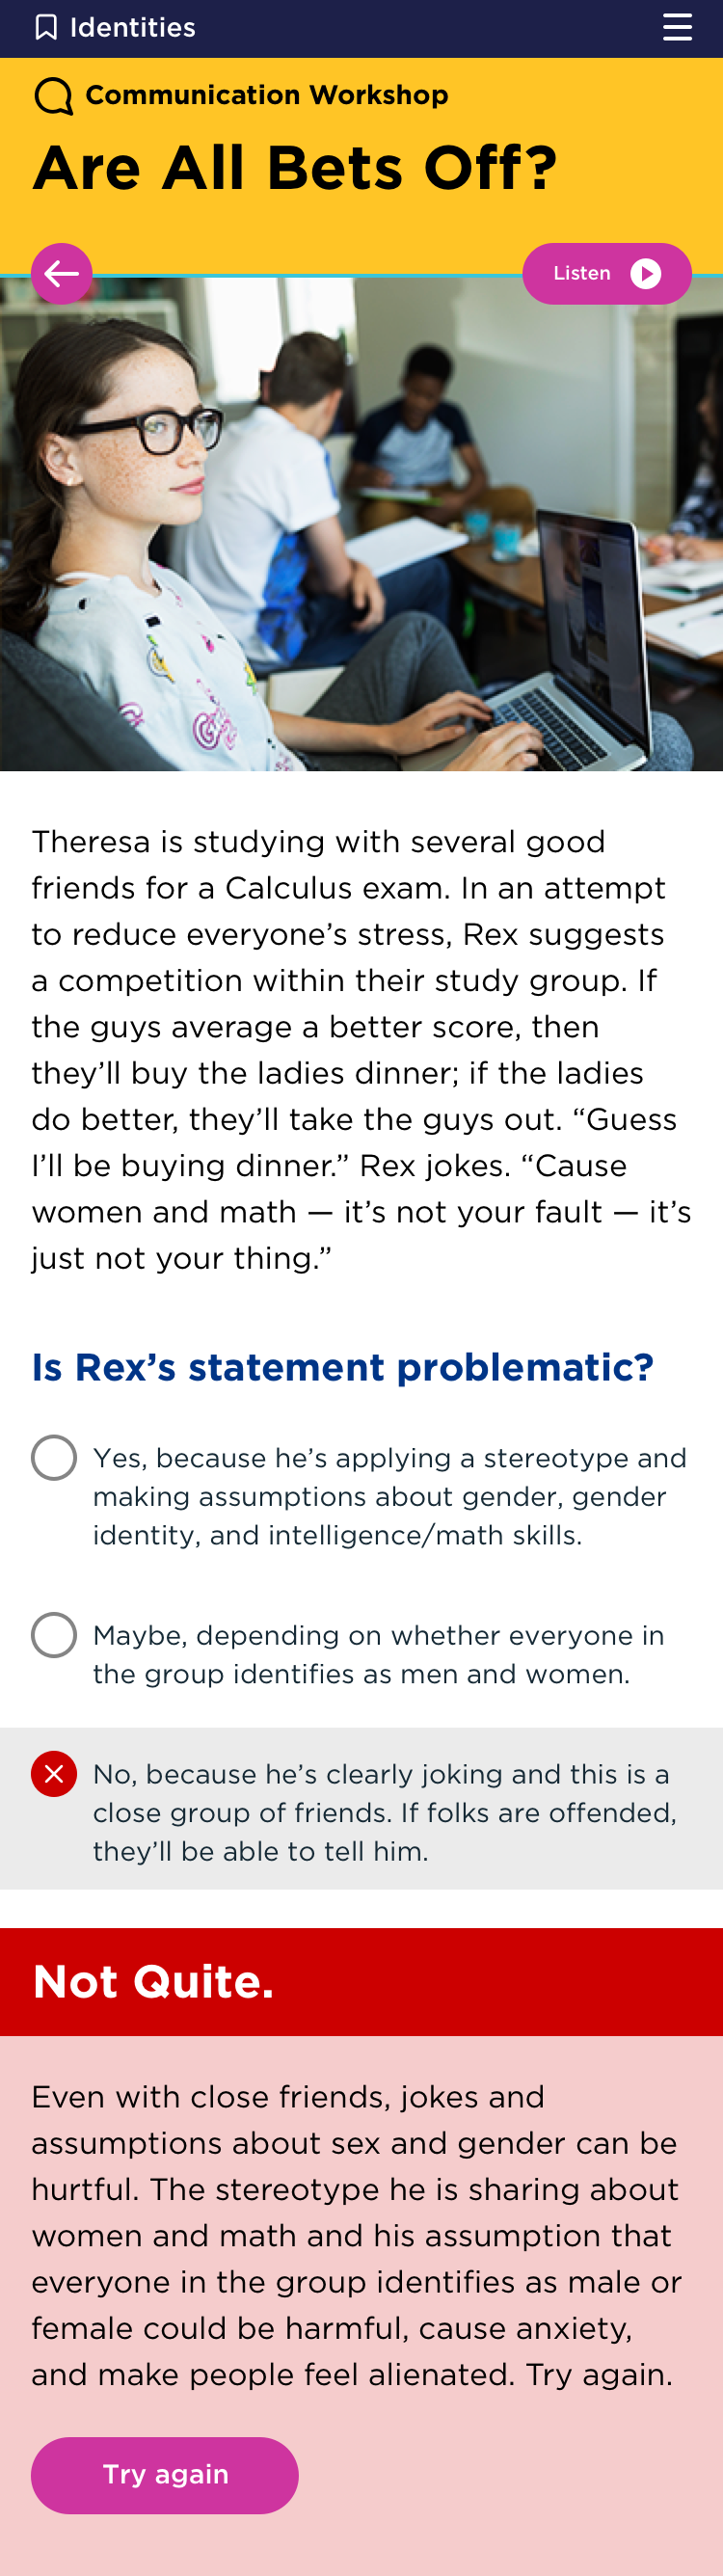 Identities
Communication Workshop
Are All Bets Off?
Listen
Theresa is studying with several good
friends for a Calculus exam. In an attempt
to reduce everyone’s stress, Rex suggests
a competition within their study group. If
the guys average a better score, then
they’ll buy the ladies dinner; if the ladies
do better, they’ll take the guys out. “Guess
I’ll be buying dinner.” Rex jokes. “Cause
women and math — it’s not your fault — it’s
just not your thing.”
Is Rex’s statement problematic?
Yes, because he’s applying a stereotype and
making assumptions about gender, gender
identity, and intelligence/math skills.
Maybe, depending on whether everyone in
the group identifies as men and women.
No, because he’s clearly joking and this is a
close group of friends. If folks are offended,
they’ll be able to tell him.
Not Quite.
Even with close friends, jokes and
assumptions about sex and gender can be
hurtful. The stereotype he is sharing about
women and math and his assumption that
everyone in the group identifies as male or
female could be harmful, cause anxiety,
and make people feel alienated. Try again.
Try again